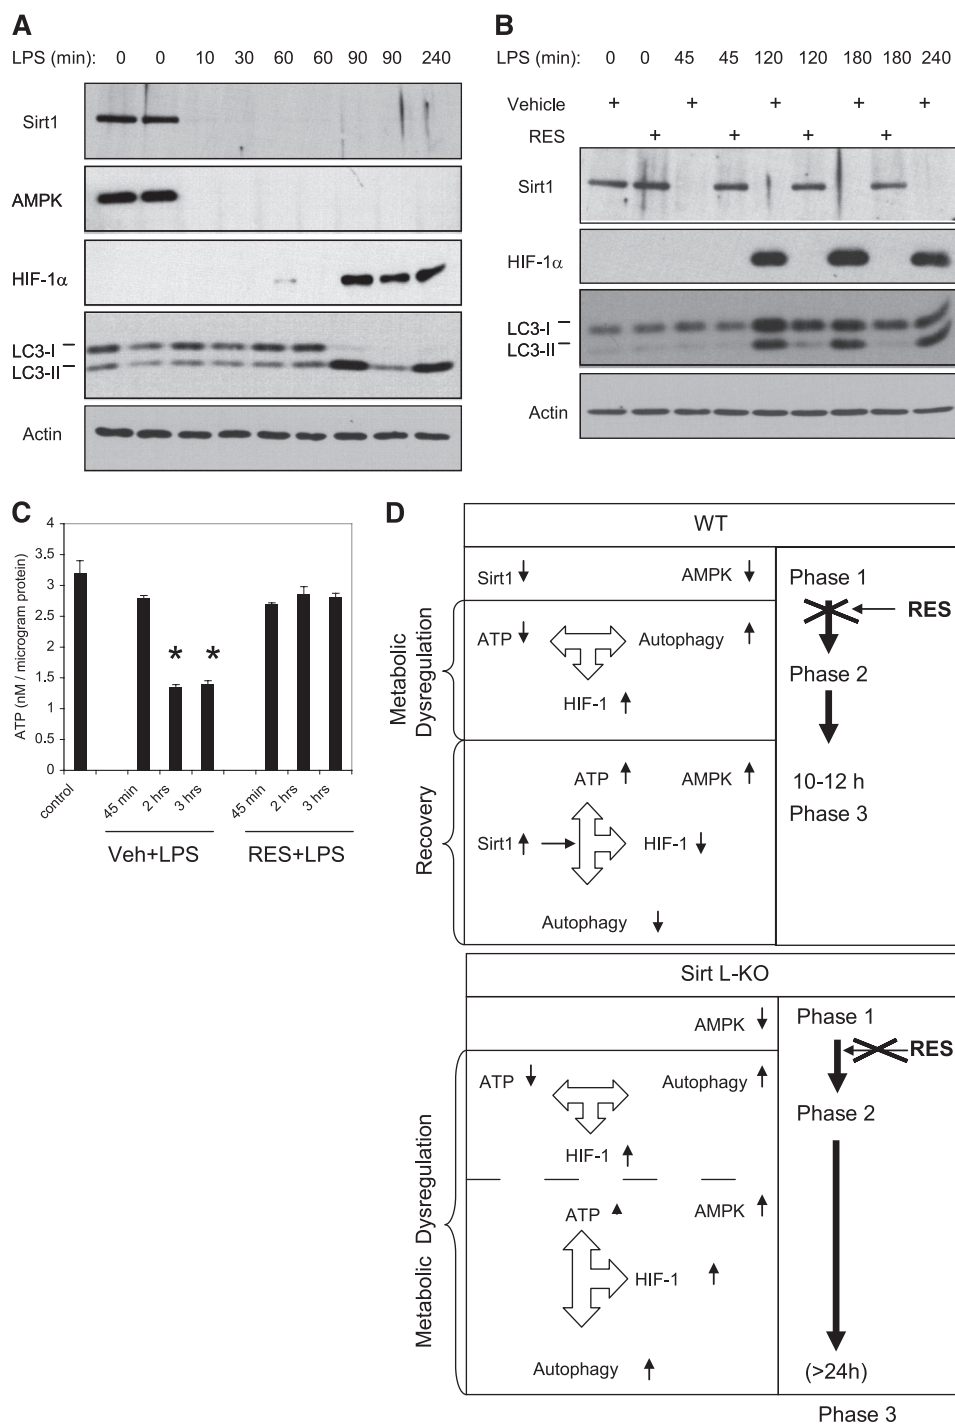 A
LPS (min): 0 0 10 30 60 60 90 90 240
Sirt1
AMPK
HIF-1α
LC3-I
LC3-II
Actin
B
LPS (min): 0 0 45 45 120 120 180 180 240
Vehicle + + + + +
RES + + + +
Sirt1
HIF-1α
LC3-I
LC3-II
Actin
C
ATP (nM / microgram protein)
4
3.5
3
2.5
2
1.5
1
0.5
0
* *
control 45 min 2 hrs 3 hrs 45 min 2 hrs 3 hrs
Veh+LPS RES+LPS
D
WT
Sirt1 ↓ AMPK ↓ Phase 1
RES
Metabolic Dysregulation
ATP ↓ Autophagy ↑
Phase 2
HIF-1 ↑
Recovery
ATP ↑ AMPK ↑ 10-12 h
Phase 3
Sirt1 ↑ HIF-1 ↓
Autophagy ↓
Sirt L-KO
AMPK ↓ Phase 1
RES
Metabolic Dysregulation
ATP ↓ Autophagy ↑
Phase 2
HIF-1 ↑
ATP ▲ AMPK ↑
HIF-1 ↑
Autophagy ↑ (>24h)
Phase 3